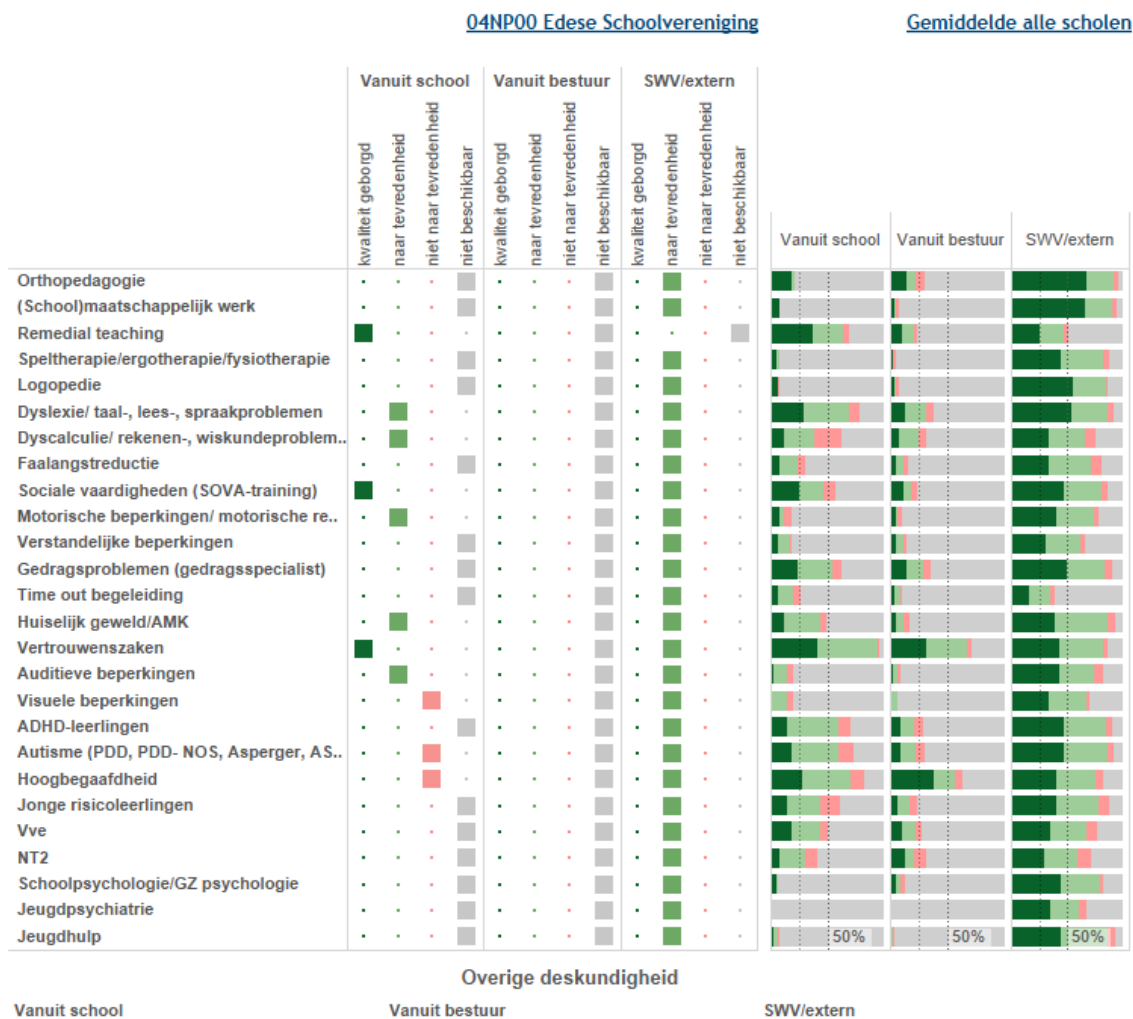 04NP00 Edese Schoolvereniging Gemiddelde alle scholen
Vanuit school Vanuit bestuur SWV/extern
kwaliteit geborgd naar tevredenheid niet naar tevredenheid niet beschikbaar kwaliteit geborgd naar tevredenheid niet naar tevredenheid niet beschikbaar kwaliteit geborgd naar tevredenheid niet naar tevredenheid niet beschikbaar
Vanuit school Vanuit bestuur SWV/extern
Orthopedagogie
(School)maatschappelijk werk
Remedial teaching
Speltherapie/ergotherapie/fysiotherapie
Logopedie
Dyslexie/ taal-, lees-, spraakproblemen
Dyscalculie/ rekenen-, wiskundeproblem..
Faalangstreductie
Sociale vaardigheden (SOVA-training)
Motorische beperkingen/ motorische re..
Verstandelijke beperkingen
Gedragsproblemen (gedragsspecialist)
Time out begeleiding
Huiselijk geweld/AMK
Vertrouwenszaken
Auditieve beperkingen
Visuele beperkingen
ADHD-leerlingen
Autisme (PDD, PDD- NOS, Asperger, AS..
Hoogbegaafdheid
Jonge risicoleerlingen
Vve
NT2
Schoolpsychologie/GZ psychologie
Jeugdpsychiatrie
Jeugdhulp 50% 50% 50%
Overige deskundigheid
Vanuit school Vanuit bestuur SWV/extern